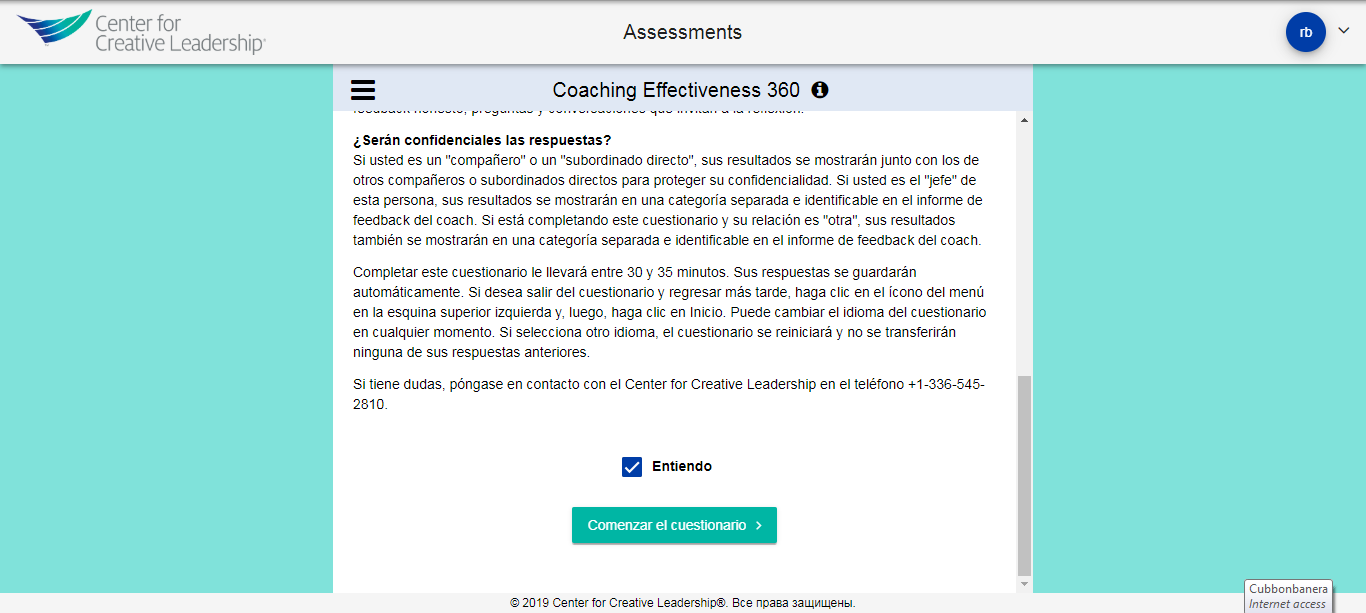 Center for
Creative Leadership®
Assessments
rb
Coaching Effectiveness 360
feedback honesto, preguntas y conversaciones que invitan a la reflexión.
¿Serán confidenciales las respuestas?
Si usted es un "compañero" o un "subordinado directo", sus resultados se mostrarán junto con los de
otros compañeros o subordinados directos para proteger su confidencialidad. Si usted es el "jefe" de
esta persona, sus resultados se mostrarán en una categoría separada e identificable en el informe de
feedback del coach. Si está completando este cuestionario y su relación es "otra", sus resultados
también se mostrarán en una categoría separada e identificable en el informe de feedback del coach.
Completar este cuestionario le llevará entre 30 y 35 minutos. Sus respuestas se guardarán
automáticamente. Si desea salir del cuestionario y regresar más tarde, haga clic en el ícono del menú
en la esquina superior izquierda y, luego, haga clic en Inicio. Puede cambiar el idioma del cuestionario
en cualquier momento. Si selecciona otro idioma, el cuestionario se reiniciará y no se transferirán
ninguna de sus respuestas anteriores.
Si tiene dudas, póngase en contacto con el Center for Creative Leadership en el teléfono +1-336-545-
2810.
Entiendo
Comenzar el cuestionario
© 2019 Center for Creative Leadership®. Все права защищены.
Cubbonbanera
Internet access